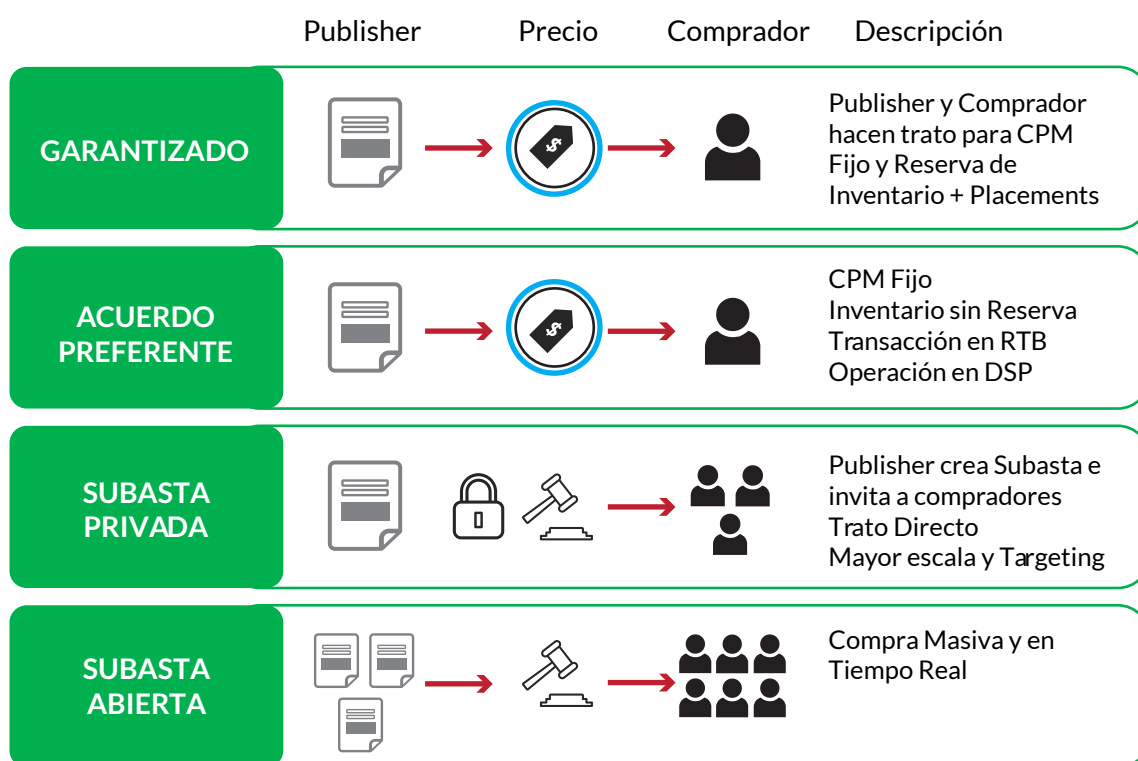 Publisher Precio Comprador Descripción
GARANTIZADO
Publisher y Comprador
hacen trato para CPM
Fijo y Reserva de
Inventario + Placements
ACUERDO
PREFERENTE
CPM Fijo
Inventario sin Reserva
Transacción en RTB
Operación en DSP
SUBASTA
PRIVADA
Publisher crea Subasta e
invita a compradores
Trato Directo
Mayor escala y Targeting
SUBASTA
ABIERTA
Compra Masiva y en
Tiempo Real